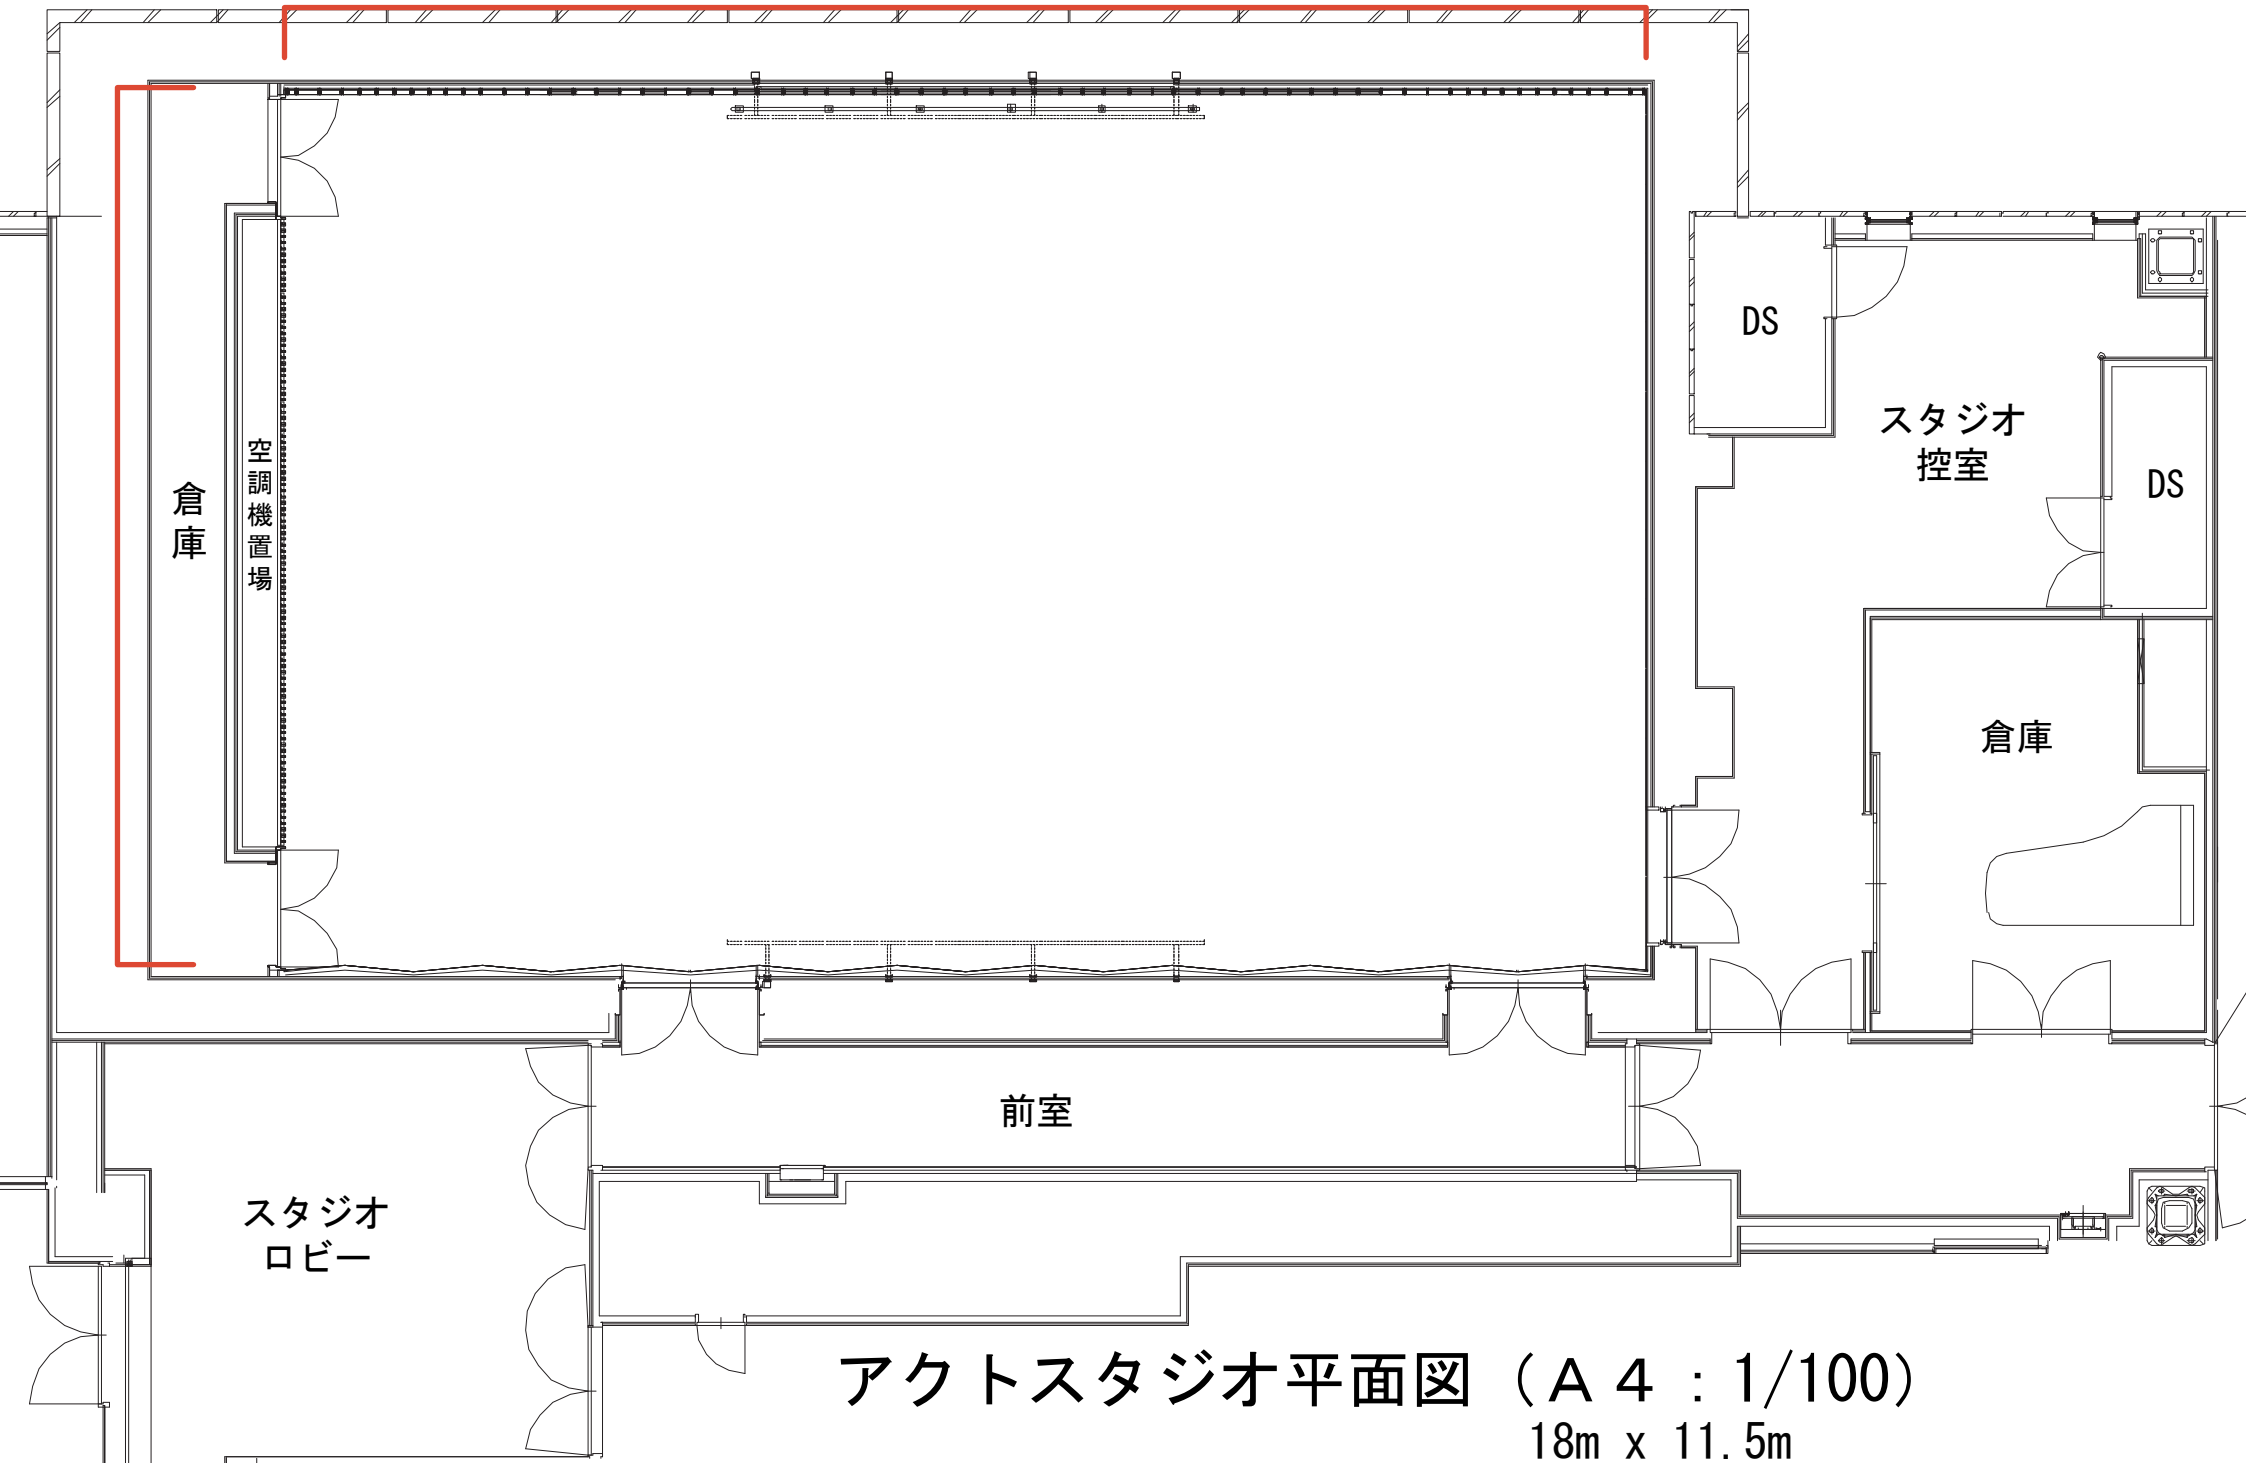 DS
スタジオ
控室
DS
空調機置場
倉庫
倉庫
前室
スタジオ
ロビー
アクトスタジオ平面図（Ａ４：1/100）
18m x 11.5m